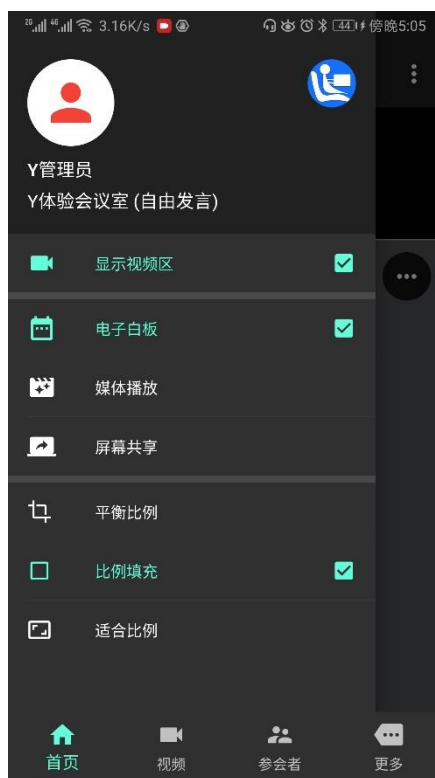 2G 4G 3.16K/s 44 傍晚5:05
Y管理员
Y体验会议室 (自由发言)
显示视频区
电子白板
媒体播放
屏幕共享
平衡比例
比例填充
适合比例
首页 视频 参会者 更多